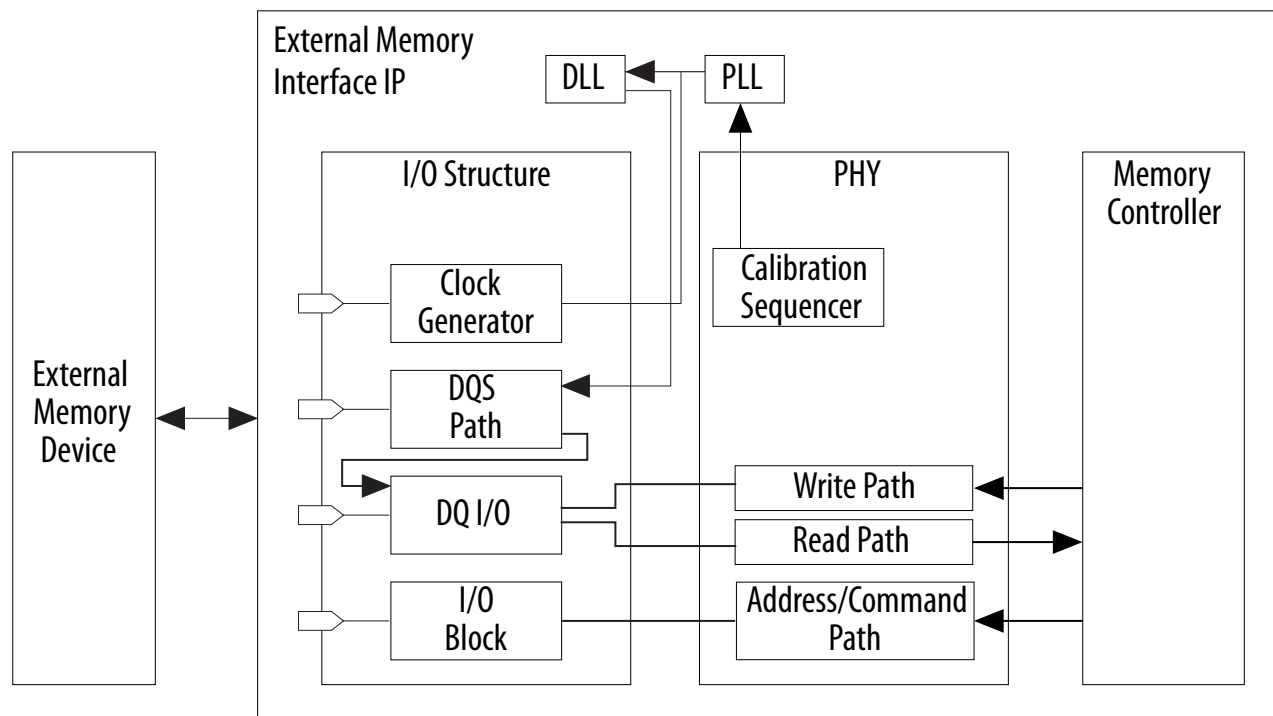 External Memory
Interface IP
DLL
PLL
I/O Structure
PHY
Memory
Controller
Calibration
Sequencer
Clock
Generator
External
Memory
Device
DQS
Path
DQ I/O
Write Path
Read Path
I/O
Block
Address/Command
Path